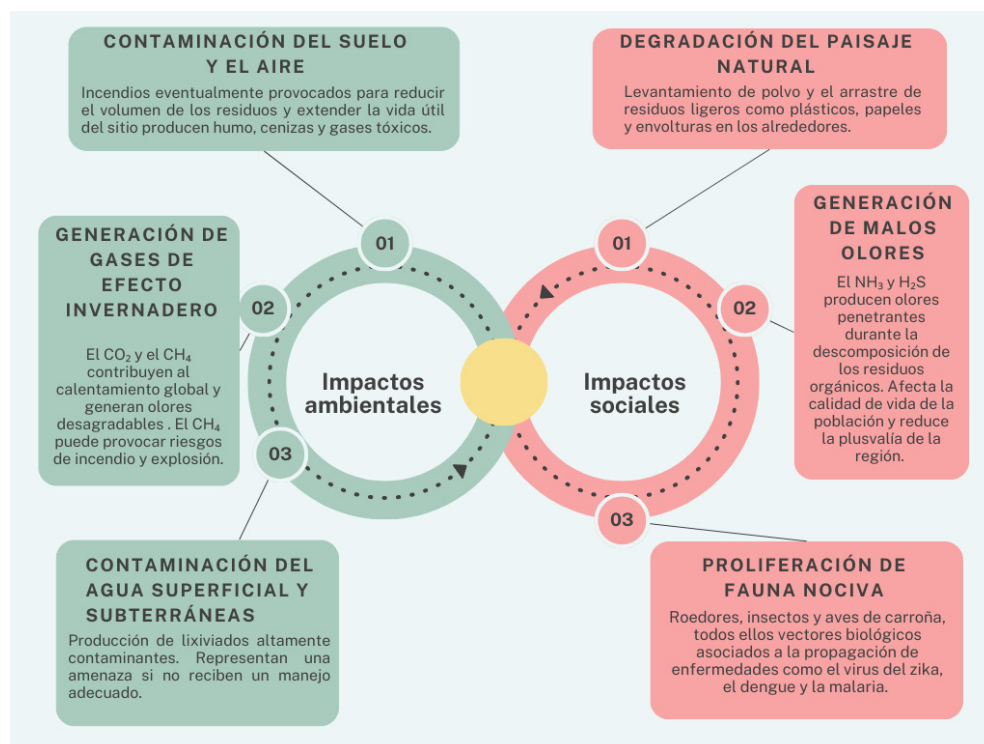 CONTAMINACIÓN DEL SUELO
Y EL AIRE
Incendios eventualmente provocados para reducir
el volumen de los residuos y extender la vida útil
del sitio producen humo, cenizas y gases tóxicos.
01
GENERACIÓN DE
GASES DE
EFECTO
INVERNADERO
El CO₂ y el CH₄
contribuyen al
calentamiento global y
generan olores
desagradables . El CH₄
puede provocar riesgos
de incendio y explosión.
02
03
CONTAMINACIÓN DEL
AGUA SUPERFICIAL Y
SUBTERRÁNEAS
Producción de lixiviados altamente
contaminantes. Representan una
amenaza si no reciben un manejo
adecuado.
Impactos
ambientales
Impactos
sociales
DEGRADACIÓN DEL PAISAJE
NATURAL
Levantamiento de polvo y el arrastre de
residuos ligeros como plásticos, papeles
y envolturas en los alrededores.
01
GENERACIÓN
DE MALOS
OLORES
El NH₃ y H₂S
producen olores
penetrantes
durante la
descomposición de
los residuos
orgánicos. Afecta la
calidad de vida de la
población y reduce
la plusvalía de la
región.
02
03
PROLIFERACIÓN DE
FAUNA NOCIVA
Roedores, insectos y aves de carroña,
todos ellos vectores biológicos
asociados a la propagación de
enfermedades como el virus del zika,
el dengue y la malaria.